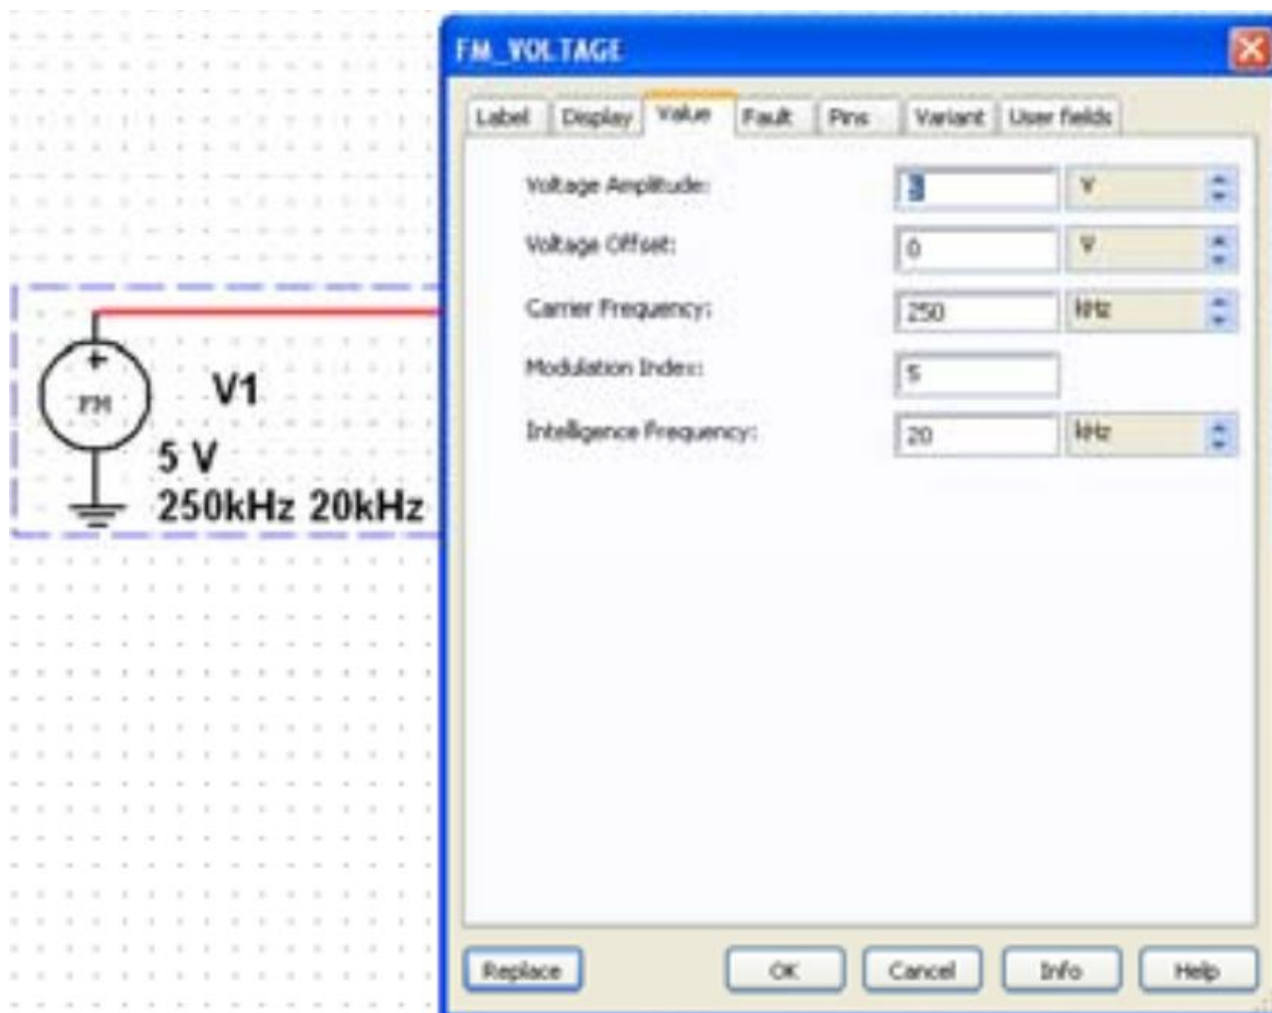 FM_VOLTAGE
Label Display Value Fault Pins Variant User fields
Voltage Amplitude: V
Voltage Offset: 0 V
Carrier Frequency: 250 kHz
Modulation Index: 5
Intelligence Frequency: 20 kHz
FM
V1
5 V
250kHz 20kHz
Replace OK Cancel Info Help